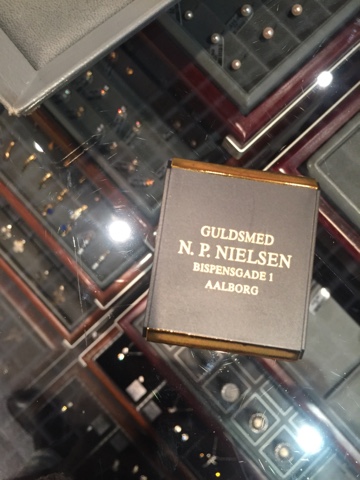 GULDSMED
N. P. NIELSEN
BISPENSGADE 1
AALBORG